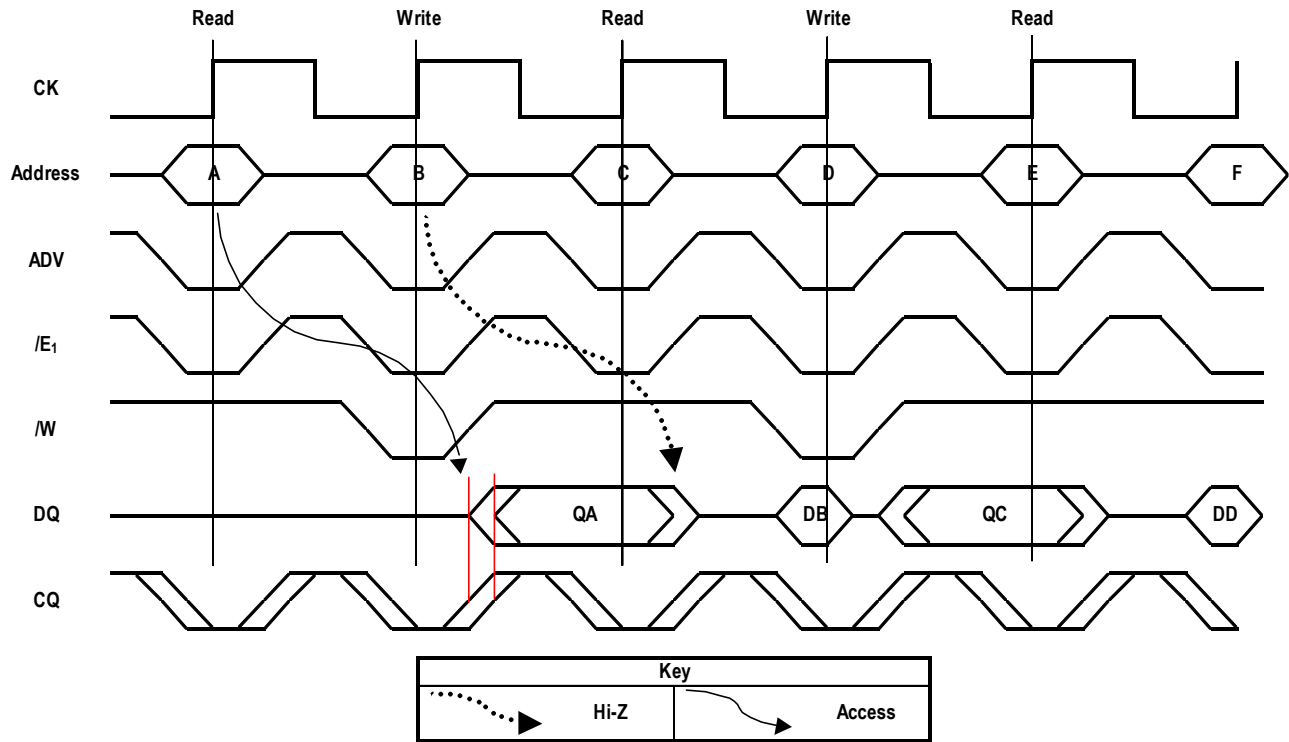 Read Write Read Write Read
CK
Address A B C D E F
ADV
/E1
/W
DQ QA DB QC DD
CQ
Key
Hi-Z Access